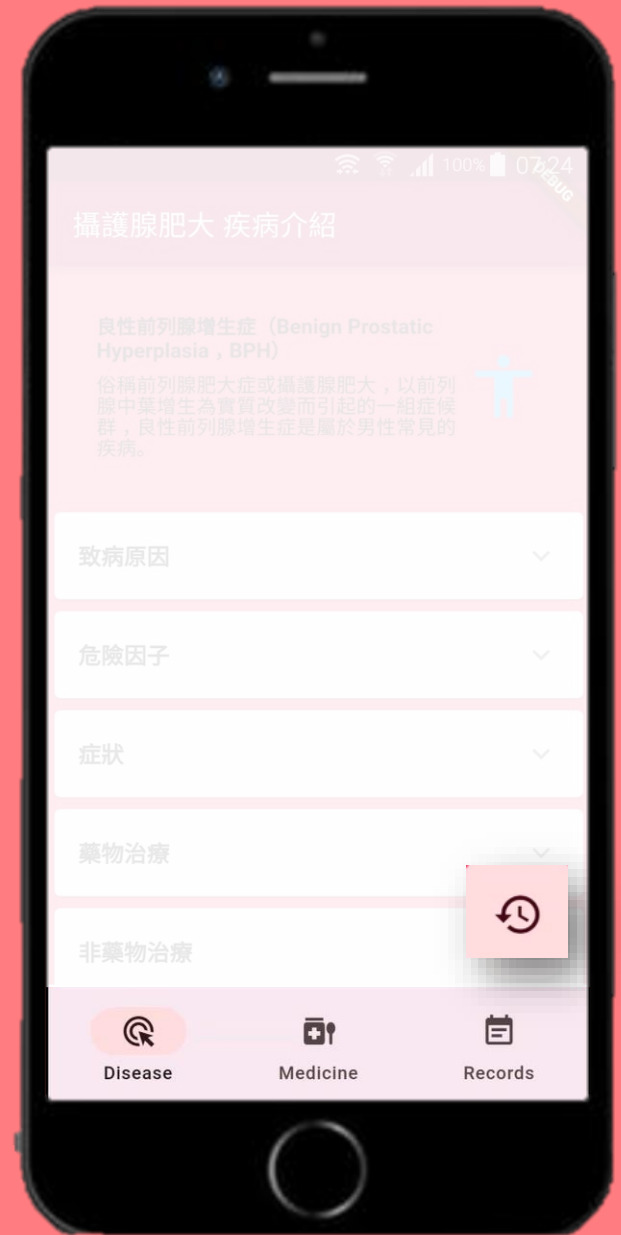 100% 07:24
DEBUG
攝護腺肥大 疾病介紹
良性前列腺增生症（Benign Prostatic
Hyperplasia，BPH）
俗稱前列腺肥大症或攝護腺肥大，以前列
腺中葉增生為實質改變而引起的一組症候
群，良性前列腺增生症是屬於男性常見的
疾病。
致病原因
危險因子
症狀
藥物治療
非藥物治療
Disease Medicine Records